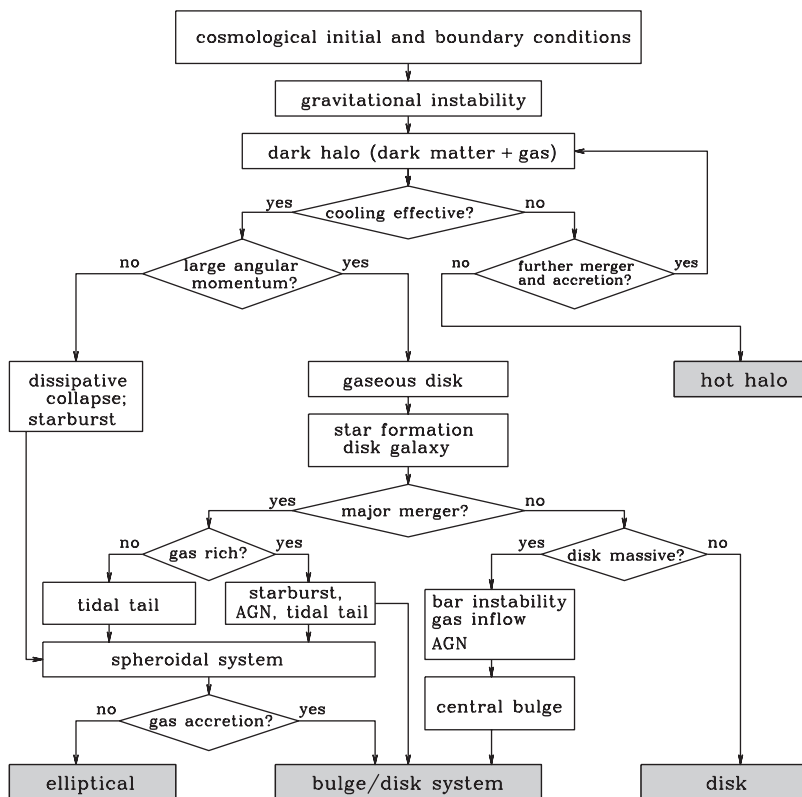 cosmological initial and boundary conditions
gravitational instability
dark halo (dark matter + gas)
yes
cooling effective?
no
no
large angular
momentum?
yes
no
further merger
and accretion?
yes
dissipative
collapse;
starburst
gaseous disk
hot halo
star formation
disk galaxy
yes
major merger?
no
no
gas rich?
yes
yes
disk massive?
no
tidal tail
starburst,
AGN, tidal tail
bar instability
gas inflow
AGN
spheroidal system
central bulge
no
gas accretion?
yes
elliptical
bulge/disk system
disk